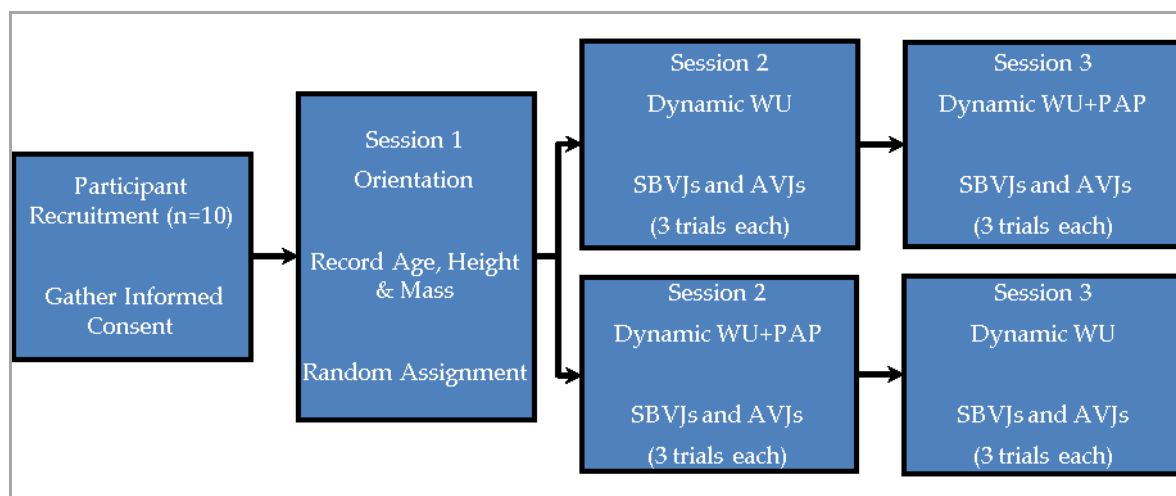 Participant
Recruitment (n=10)
Gather Informed
Consent
Session 1
Orientation
Record Age, Height
& Mass
Random Assignment
Session 2
Dynamic WU
SBVJs and AVJs
(3 trials each)
Session 3
Dynamic WU+PAP
SBVJs and AVJs
(3 trials each)
Session 2
Dynamic WU+PAP
SBVJs and AVJs
(3 trials each)
Session 3
Dynamic WU
SBVJs and AVJs
(3 trials each)